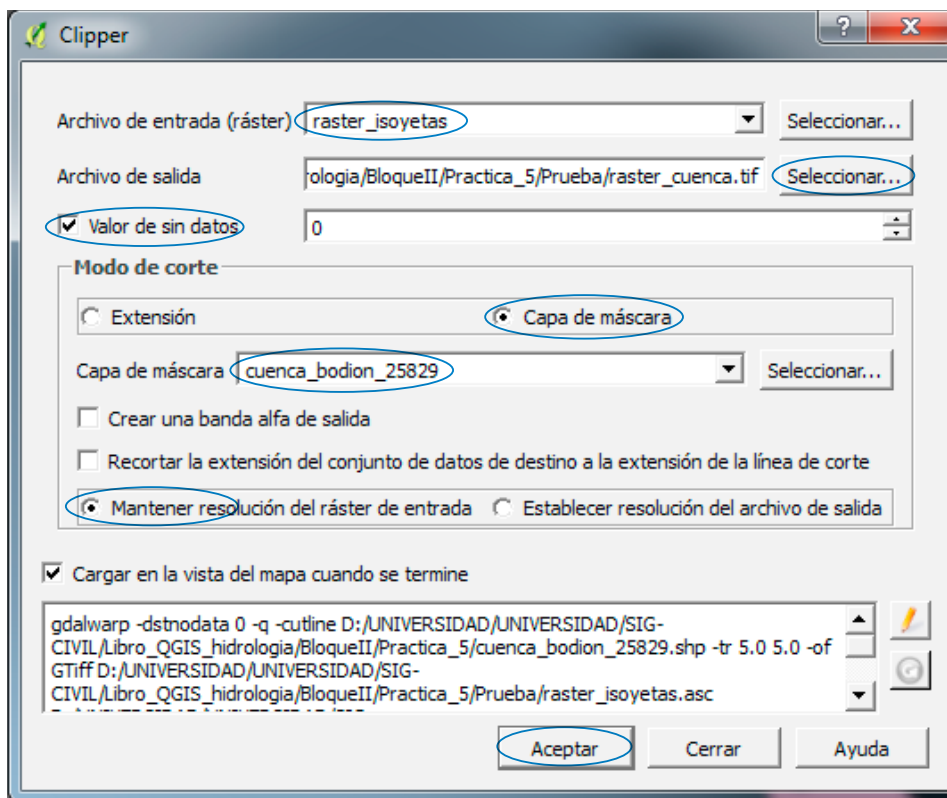 Clipper
Archivo de entrada (ráster) raster_isoyetas Seleccionar...
Archivo de salida rologia/BloqueII/Practica_5/Prueba/raster_cuenca.tif Seleccionar...
Valor de sin datos 0
Modo de corte
Extensión Capa de máscara
Capa de máscara cuenca_bodion_25829 Seleccionar...
Crear una banda alfa de salida
Recortar la extensión del conjunto de datos de destino a la extensión de la línea de corte
Mantener resolución del ráster de entrada Establecer resolución del archivo de salida
Cargar en la vista del mapa cuando se termine
gdalwarp -dstnodata 0 -q -cutline D:/UNIVERSIDAD/UNIVERSIDAD/SIG-
CIVIL/Libro_QGIS_hidrologia/BloqueII/Practica_5/cuenca_bodion_25829.shp -tr 5.0 5.0 -of
GTiff D:/UNIVERSIDAD/UNIVERSIDAD/SIG-
CIVIL/Libro_QGIS_hidrologia/BloqueII/Practica_5/Prueba/raster_isoyetas.asc
Aceptar Cerrar Ayuda